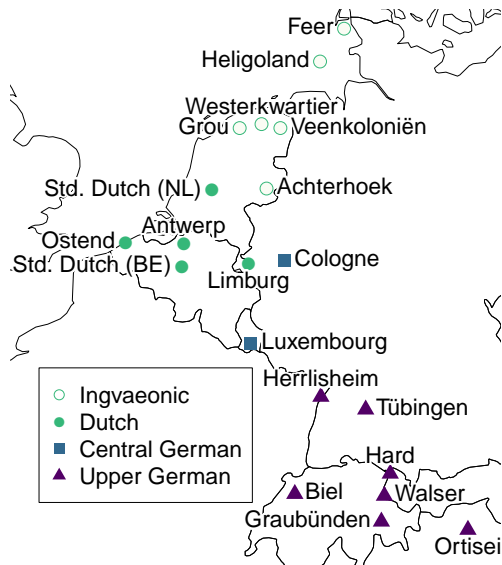 Feer
Heligoland
Westerkwartier
Grou
Veenkoloniën
Std. Dutch (NL)
Achterhoek
Antwerp
Ostend
Std. Dutch (BE)
Cologne
Limburg
Luxembourg
Herrlisheim
Tübingen
Ingvaeonic
Dutch
Central German
Upper German
Hard
Biel
Walser
Graubünden
Ortisei